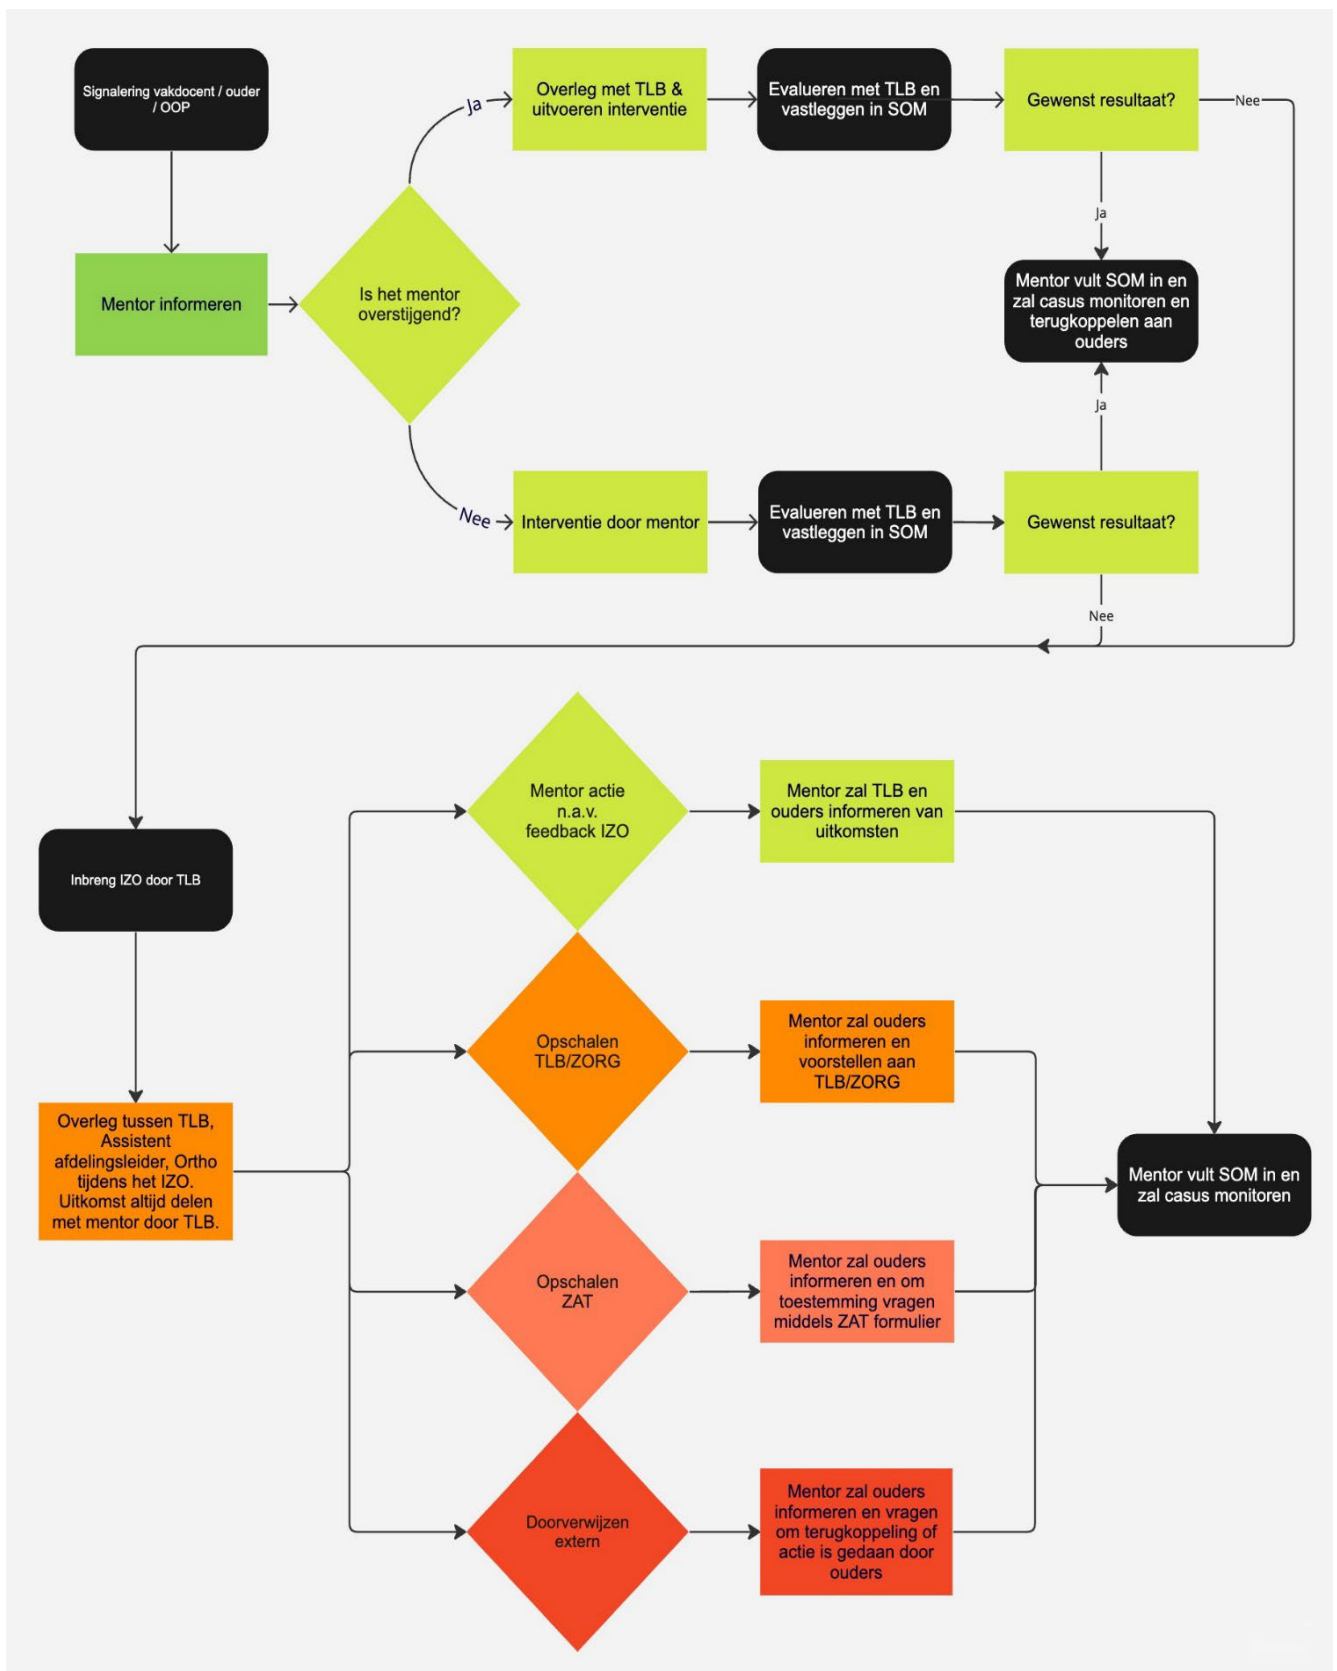 Signalering vakdocent / ouder
/ OOP
Ja
Overleg met TLB &
uitvoeren interventie
Evalueren met TLB en
vastleggen in SOM
Gewenst resultaat?
Nee
Ja
Mentor informeren
Is het mentor
overstijgend?
Mentor vult SOM in en
zal casus monitoren en
terugkoppelen aan
ouders
Ja
Nee
Interventie door mentor
Evalueren met TLB en
vastleggen in SOM
Gewenst resultaat?
Nee
Inbreng IZO door TLB
Overleg tussen TLB,
Assistent
afdelingsleider, Ortho
tijdens het IZO.
Uitkomst altijd delen
met mentor door TLB.
Mentor actie
n.a.v.
feedback IZO
Mentor zal TLB en
ouders informeren van
uitkomsten
Opschalen
TLB/ZORG
Mentor zal ouders
informeren en
voorstellen aan
TLB/ZORG
Opschalen
ZAT
Mentor zal ouders
informeren en om
toestemming vragen
middels ZAT formulier
Doorverwijzen
extern
Mentor zal ouders
informeren en vragen
om terugkoppeling of
actie is gedaan door
ouders
Mentor vult SOM in en
zal casus monitoren